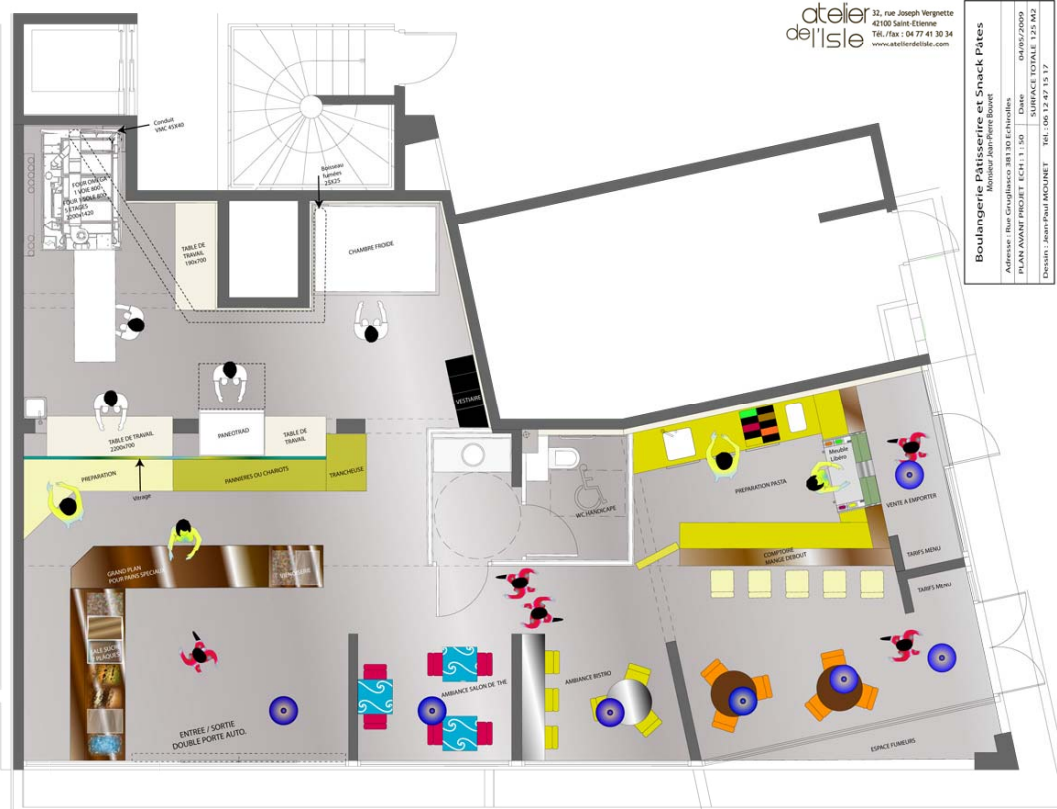 atelier
de l'Isle
32, rue Joseph Vergnette
42100 Saint-Etienne
Tél./fax : 04 77 41 30 34
www.atelierdelisle.com
Boulangerie Pâtisserire et Snack Pâtes
Monsieur Jean-Pierre Bouvet
Adresse : Rue Grugliasco 38130 Echirolles
PLAN AVANT PROJET ECH : 1 : 50 Date 04/05/2009
SURFACE TOTALE 125 M2
Dessin : Jean-Paul MOUNET Tél. : 06 12 47 15 17
Conduit
VMC 45X40
Boisseau
fumées
25X25
FOUR OMEGA
1 VOIE 800
5 ETAGES
TABLE DE
TRAVAIL
190x700
CHAMBRE FROIDE
VESTIAIRE
TABLE DE TRAVAIL
2200x700
PANEOTRAD
TABLE DE
TRAVAIL
PREPARATION
PANNIERES OU CHARIOTS
TRANCHEUSE
Vitrage
GRAND PLAN
POUR PAINS SPECIAUX
VIENOISERIE
SALE SUCRE
PLAQUES
ENTREE / SORTIE
DOUBLE PORTE AUTO.
AMBIANCE SALON DE THE
AMBIANCE BISTRO
WC HANDICAPE
PREPARATION PASTA
Meuble
Libéro
VENTE A EMPORTER
COMPTOIRE
MANGE DEBOUT
TARIFS MENU
TARIFS MENU
ESPACE FUMEURS